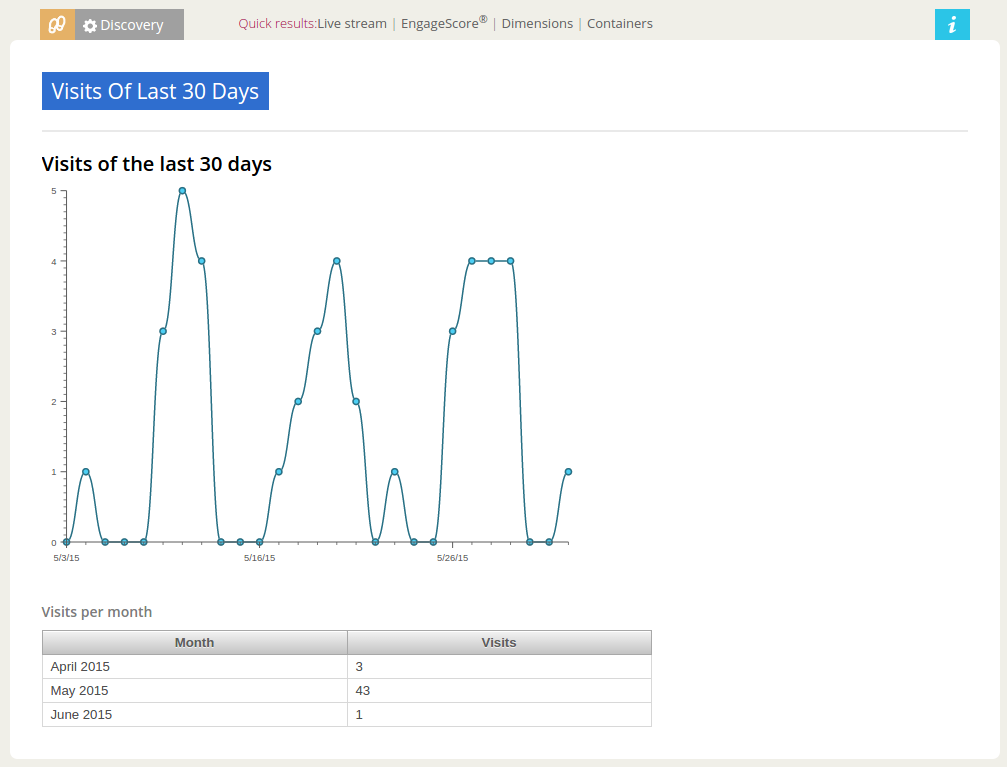 Discovery
Quick results:Live stream | EngageScore® | Dimensions | Containers
i
Visits Of Last 30 Days
Visits of the last 30 days
5
4
3
2
1
0
5/3/15 5/16/15 5/26/15
Visits per month
Month Visits
April 2015 3
May 2015 43
June 2015 1